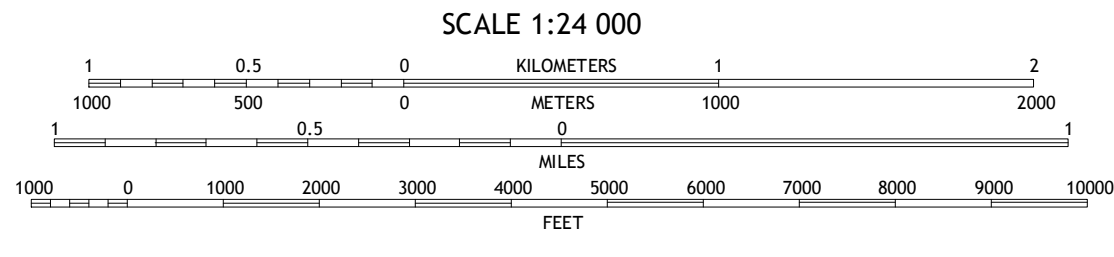 SCALE 1:24 000
1 0.5 0 KILOMETERS 1 2
1000 500 0 METERS 1000 2000
1 0.5 0 1
MILES
1000 0 1000 2000 3000 4000 5000 6000 7000 8000 9000 10000
FEET